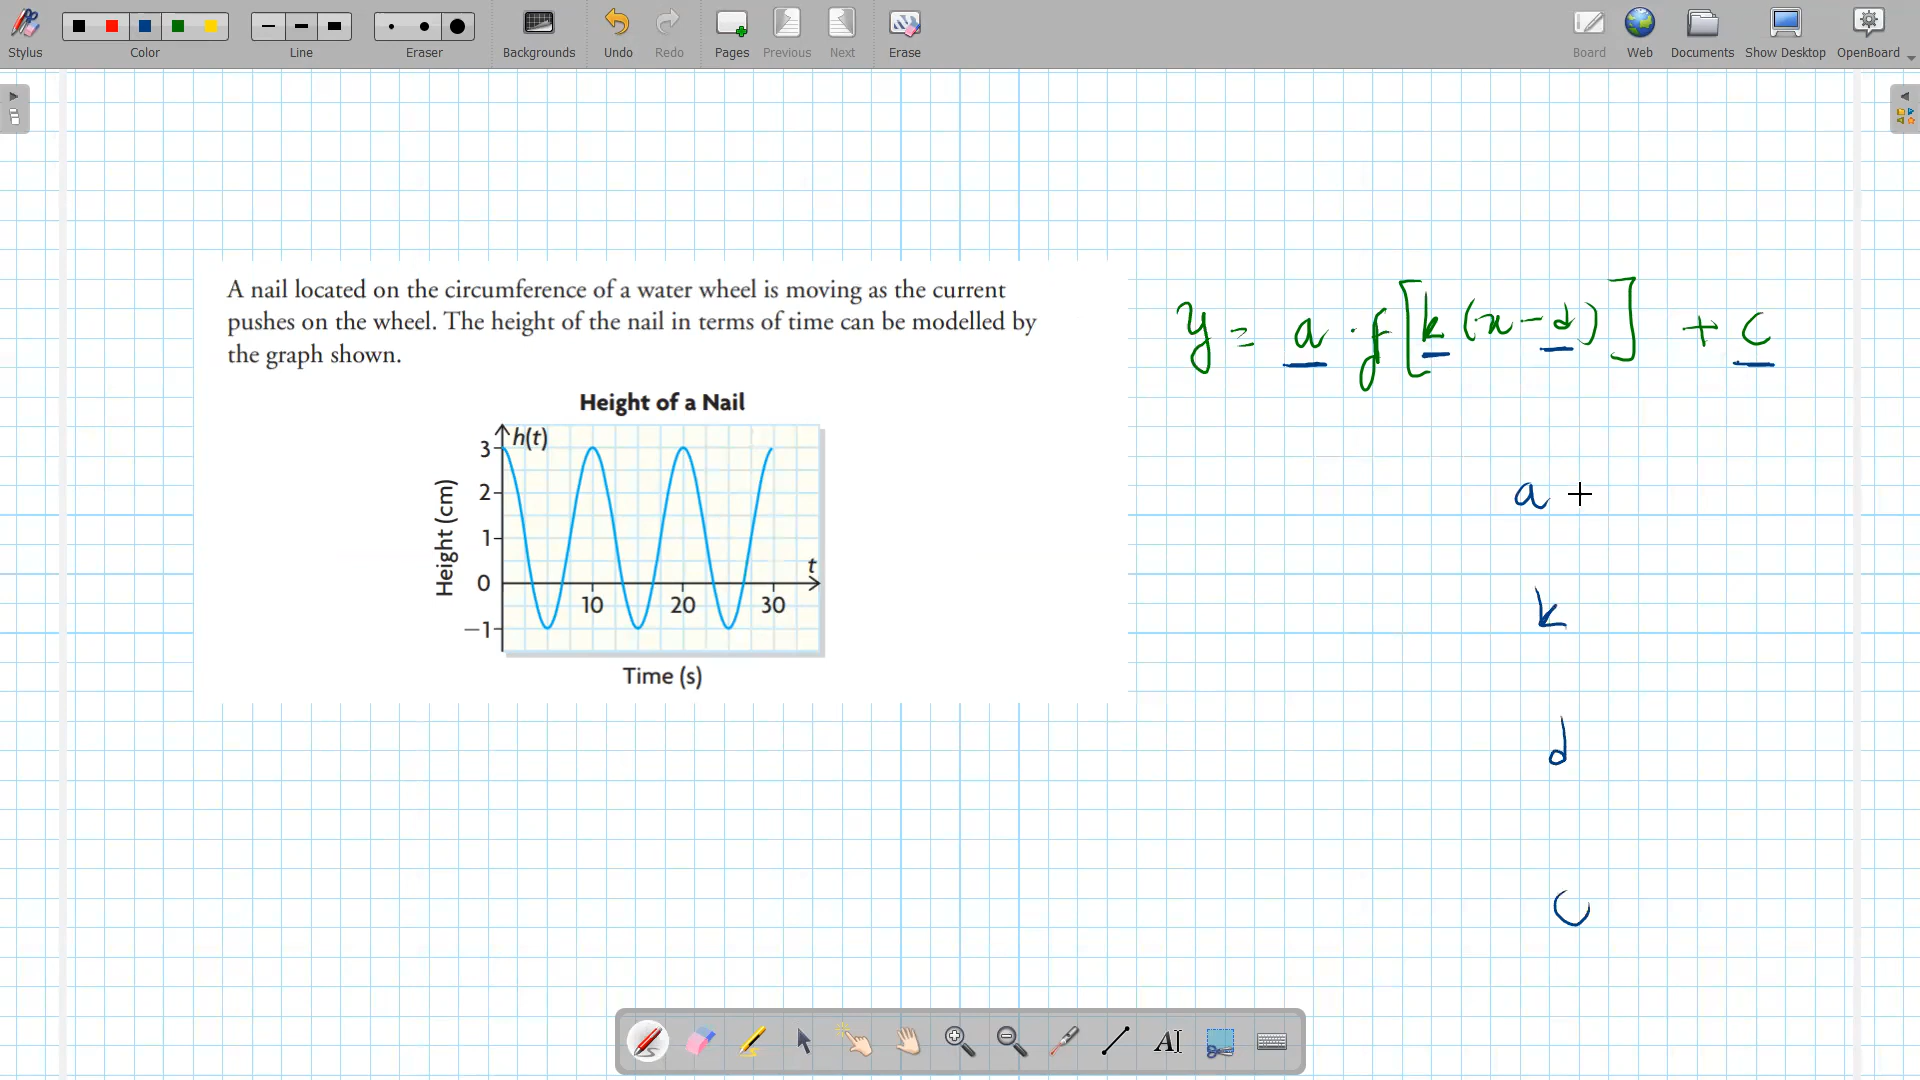 Stylus Color Line Eraser Backgrounds Undo Redo Pages Previous Next Erase Board Web Documents Show Desktop OpenBoard
A nail located on the circumference of a water wheel is moving as the current
pushes on the wheel. The height of the nail in terms of time can be modelled by
the graph shown.
Height of a Nail
h(t)
Height (cm)
3
2
1
0
−1
10 20 30
t
Time (s)
y = a · f [k (x − d)] + c
a
k
d
c